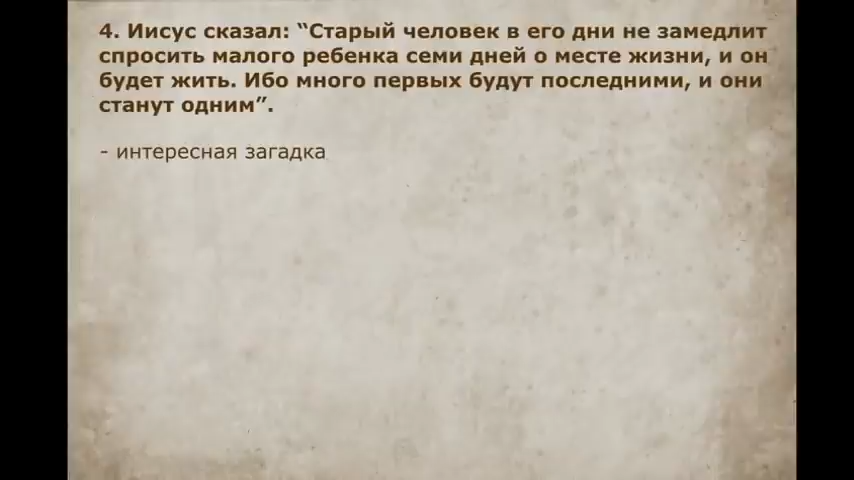 4. Иисус сказал: “Старый человек в его дни не замедлит
спросить малого ребенка семи дней о месте жизни, и он
будет жить. Ибо много первых будут последними, и они
станут одним”.
- интересная загадка